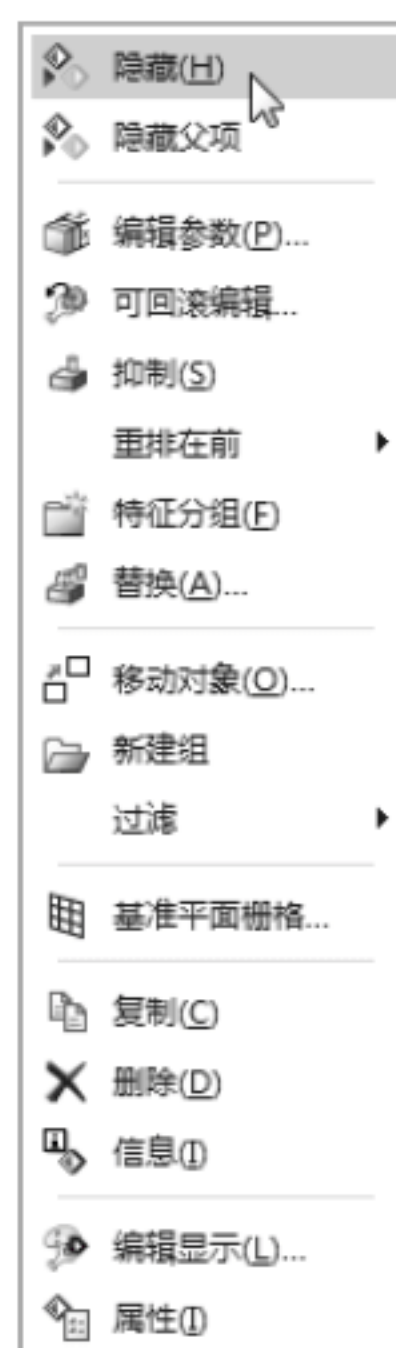 隐藏(H)
隐藏父项
编辑参数(P)...
可回滚编辑...
抑制(S)
重排在前
特征分组(F)
替换(A)...
移动对象(O)...
新建组
过滤
基准平面栅格...
复制(C)
删除(D)
信息(I)
编辑显示(L)...
属性(I)